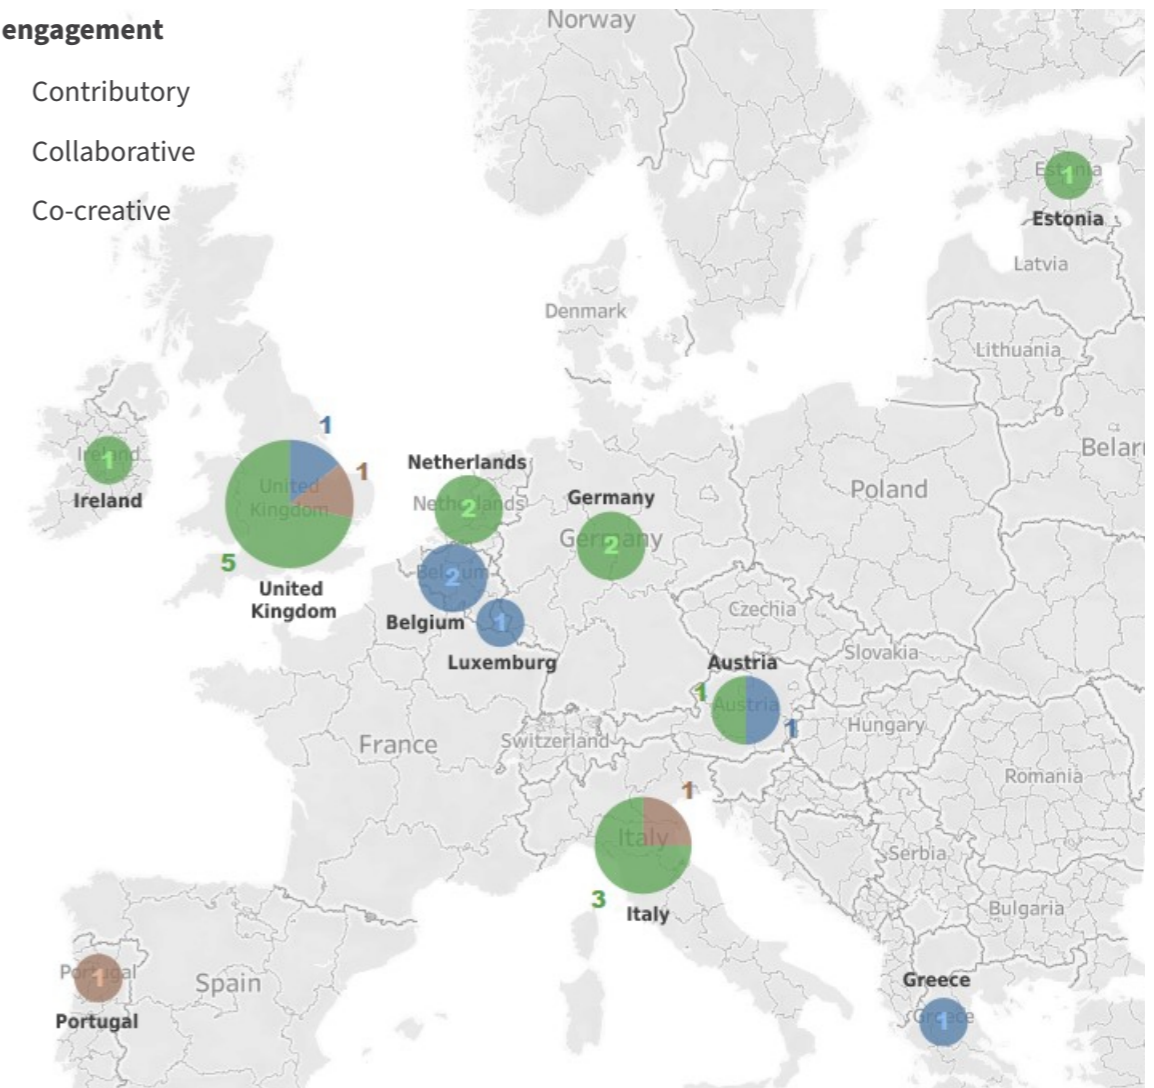 engagement
Contributory
Collaborative
Co-creative
Norway
Estonia
1
Estonia
Latvia
Denmark
Lithuania
Belar
Ireland
1
Ireland
1
1
United
Kingdom
5
United
Kingdom
Netherlands
Netherlands
2
Germany
Germany
2
Poland
Belgium
2
Belgium
1
Luxemburg
Czechia
Slovakia
Austria
1
Austria
1
Hungary
France
Switzerland
Romania
1
Italy
3
Italy
Serbia
Bulgaria
Portugal
1
Portugal
Spain
Greece
Greece
1